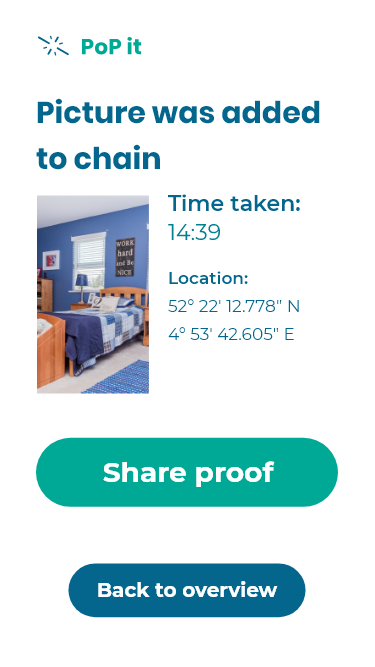 PoP it
Picture was added
to chain
Time taken:
14:39
Location:
52° 22' 12.778" N
4° 53' 42.605" E
WORK
hard
and Be
NICE
Share proof
Back to overview